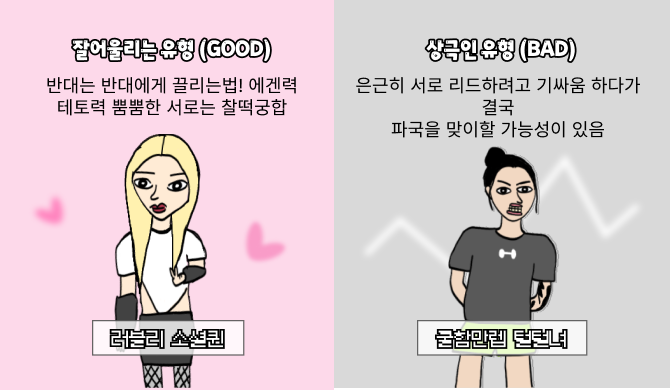 잘어울리는 유형 (GOOD)
반대는 반대에게 끌리는법! 에겐력
테토력 뿜뿜한 서로는 찰떡궁합
러블리 소셜퀸
상극인 유형 (BAD)
은근히 서로 리드하려고 기싸움 하다가
결국
파국을 맞이할 가능성이 있음
쿨함만렙 털털녀